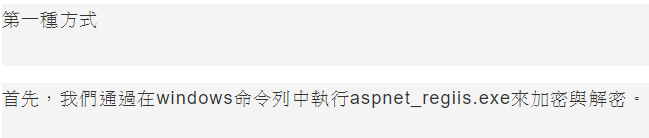 第一種方式
首先，我們通過在windows命令列中執行aspnet_regiis.exe來加密與解密。